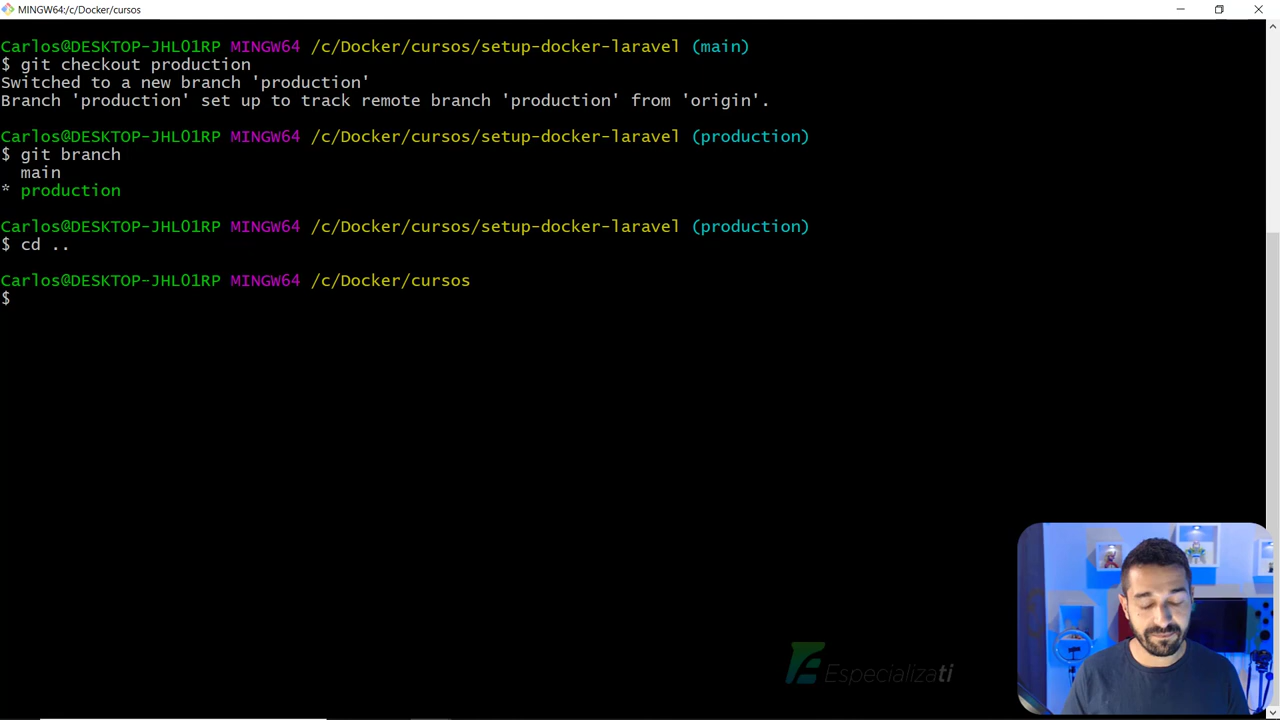 MINGW64:/c/Docker/cursos
Carlos@DESKTOP-JHL01RP MINGW64 /c/Docker/cursos/setup-docker-laravel (main)
$ git checkout production
Switched to a new branch 'production'
Branch 'production' set up to track remote branch 'production' from 'origin'.
Carlos@DESKTOP-JHL01RP MINGW64 /c/Docker/cursos/setup-docker-laravel (production)
$ git branch
main
* production
Carlos@DESKTOP-JHL01RP MINGW64 /c/Docker/cursos/setup-docker-laravel (production)
$ cd ..
Carlos@DESKTOP-JHL01RP MINGW64 /c/Docker/cursos
$
Especializati